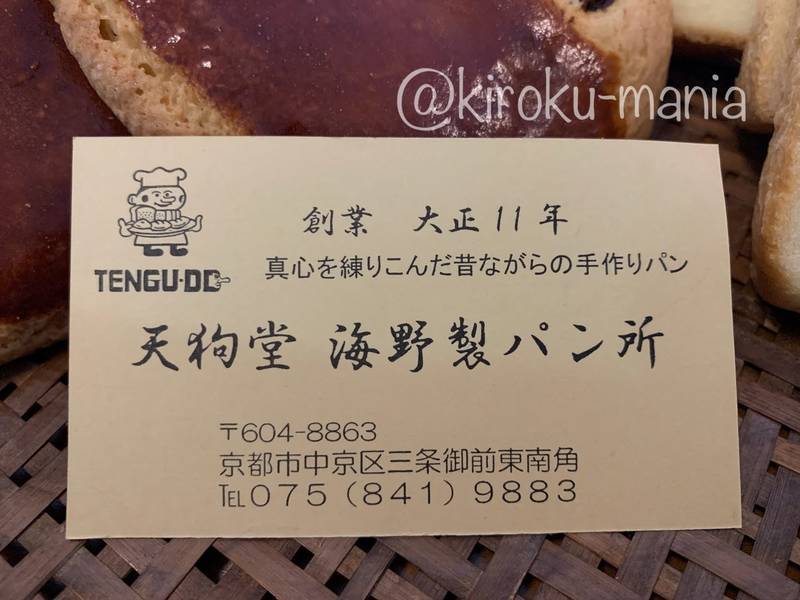 @kiroku-mania
創業 大正11年
TENGU・DO
真心を練りこんだ昔ながらの手作りパン
天狗堂 海野製パン所
〒604-8863
京都市中京区三条御前東南角
TEL 075(841)9883